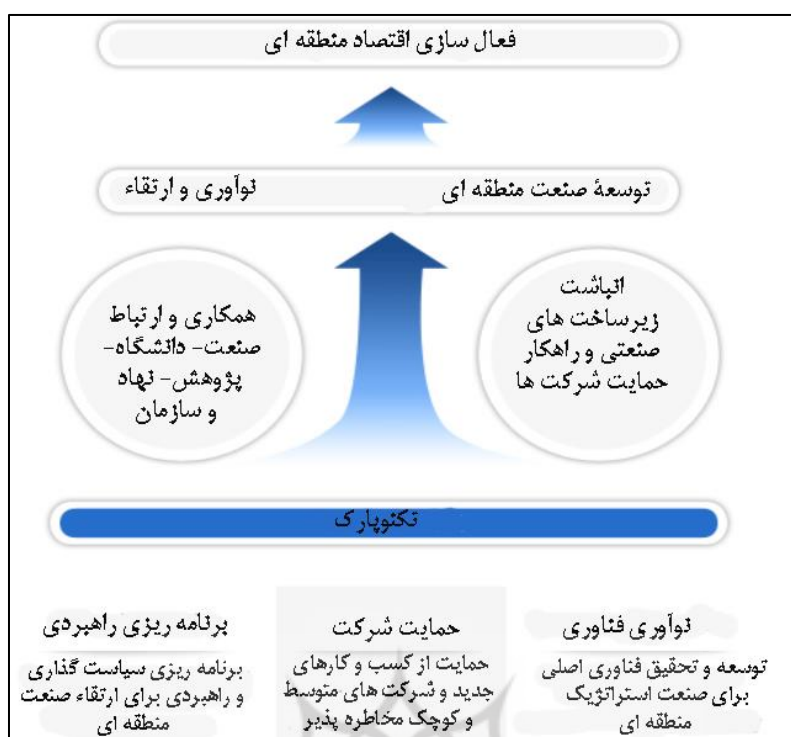 فعال سازی اقتصاد منطقه ای
توسعهٔ صنعت منطقه ای
نوآوری و ارتقاء
انباشت
زیرساخت های
صنعتی و راهکار
حمایت شرکت ها
همکاری و ارتباط
صنعت- دانشگاه-
پژوهش- نهاد
و سازمان
تکنوپارک
نوآوری فناوری
توسعه و تحقیق فناوری اصلی
برای صنعت استراتژیک
منطقه ای
حمایت شرکت
حمایت از کسب و کارهای
جدید و شرکت های متوسط
و کوچک مخاطره پذیر
برنامه ریزی راهبردی
برنامه ریزی سیاست گذاری
و راهبردی برای ارتقاء صنعت
منطقه ای